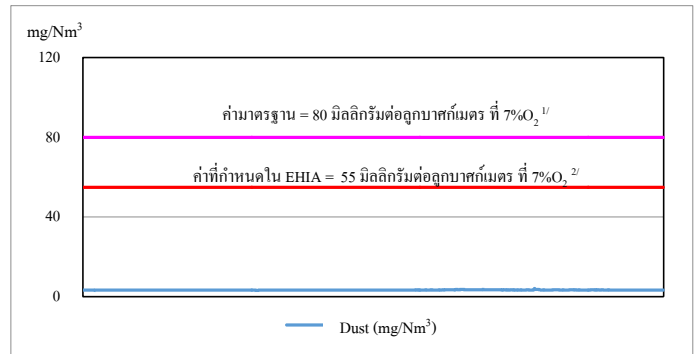 mg/Nm³
120
ค่ามาตรฐาน = 80 มิลลิกรัมต่อลูกบาศก์เมตร ที่ 7%O₂ ¹/
80
ค่าที่กำหนดใน EHIA = 55 มิลลิกรัมต่อลูกบาศก์เมตร ที่ 7%O₂ ²/
40
0
Dust (mg/Nm³)